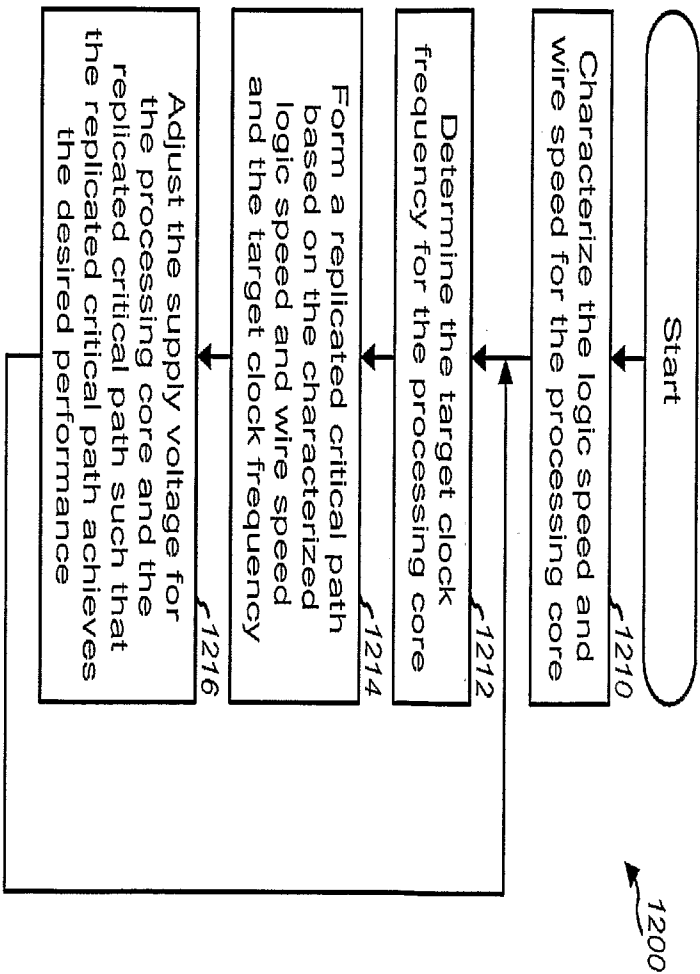 1200
Start
1210
Characterize the logic speed and
wire speed for the processing core
1212
Determine the target clock
frequency for the processing core
1214
Form a replicated critical path
based on the characterized
logic speed and wire speed
and the target clock frequency
1216
Adjust the supply voltage for
the processing core and the
replicated critical path such that
the replicated critical path achieves
the desired performance